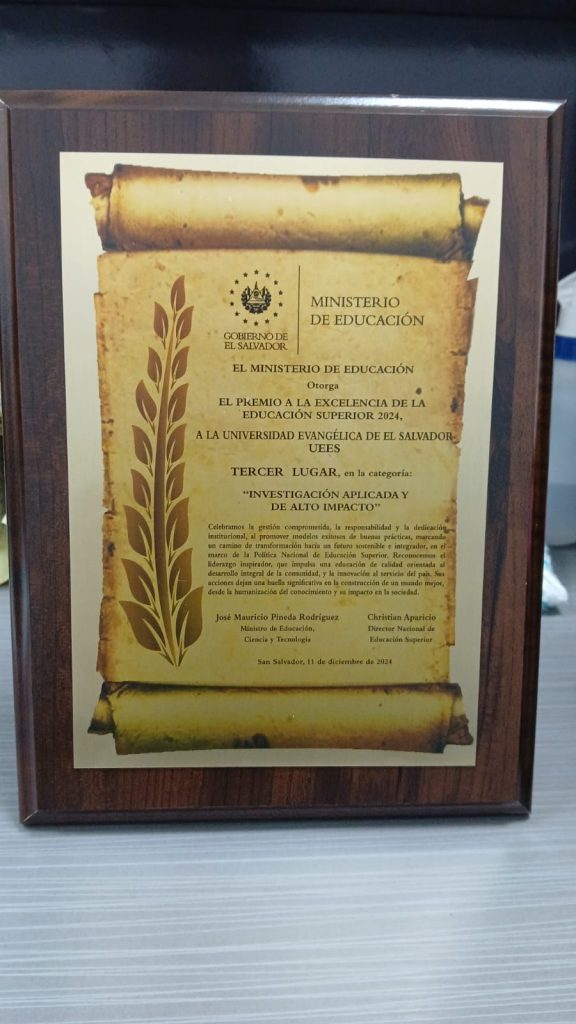 GOBIERNO DE
EL SALVADOR
MINISTERIO
DE EDUCACIÓN
EL MINISTERIO DE EDUCACIÓN
Otorga
EL PREMIO A LA EXCELENCIA DE LA
EDUCACIÓN SUPERIOR 2024,
A LA UNIVERSIDAD EVANGÉLICA DE EL SALVADOR-
UEES
TERCER LUGAR, en la categoría:
“INVESTIGACIÓN APLICADA Y
DE ALTO IMPACTO”
Celebramos la gestión comprometida, la responsabilidad y la dedicación
institucional, al promover modelos exitosos de buenas prácticas, marcando
un camino de transformación hacia un futuro sostenible e integrador, en el
marco de la Política Nacional de Educación Superior. Reconocemos el
liderazgo inspirador, que impulsa una educación de calidad orientada al
desarrollo integral de la comunidad, y la innovación al servicio del país. Sus
acciones dejan una huella significativa en la construcción de un mundo mejor,
desde la humanización del conocimiento y su impacto en la sociedad.
José Mauricio Pineda Rodríguez
Ministro de Educación,
Ciencia y Tecnología
Christian Aparicio
Director Nacional de
Educación Superior
San Salvador, 11 de diciembre de 2024